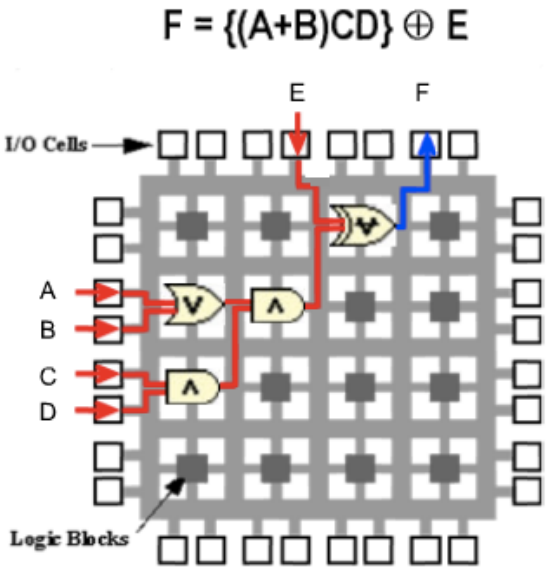 F = {(A+B)CD} ⊕ E
E
F
I/O Cells
A
B
C
D
V
V
Λ
Λ
Logic Blocks